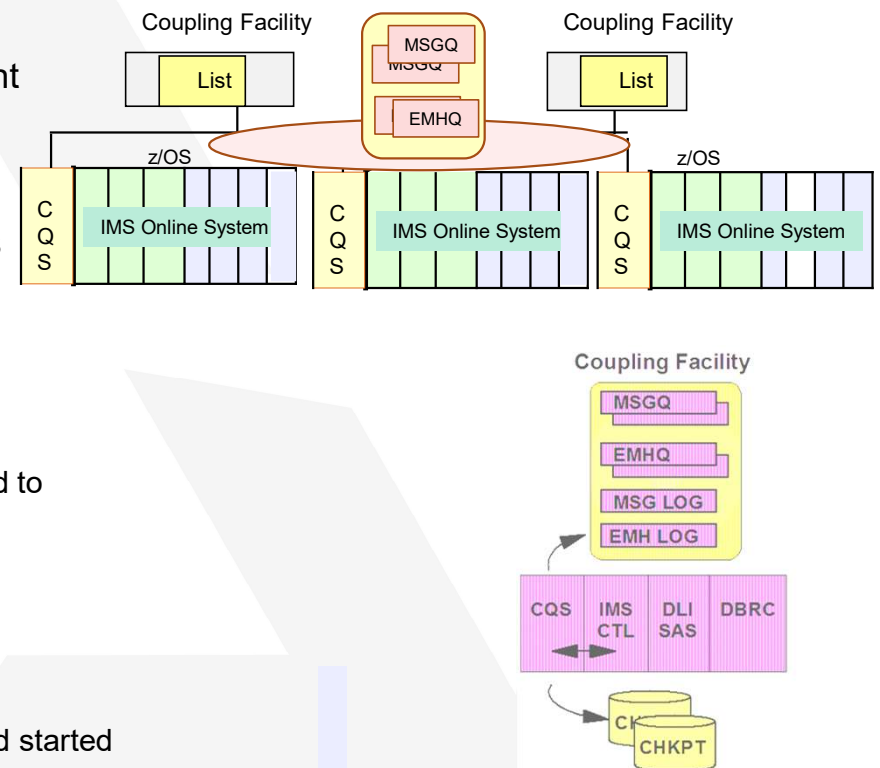 Coupling Facility
Coupling Facility
MSGQ
MSGQ
EMHQ
nt
List
List
z/OS
z/OS
C
Q
S
IMS Online System
C
Q
S
IMS Online System
C
Q
S
IMS Online System
Coupling Facility
MSGQ
EMHQ
MSG LOG
EMH LOG
d to
CQS
IMS
CTL
DLI
SAS
DBRC
CH
CHKPT
d started